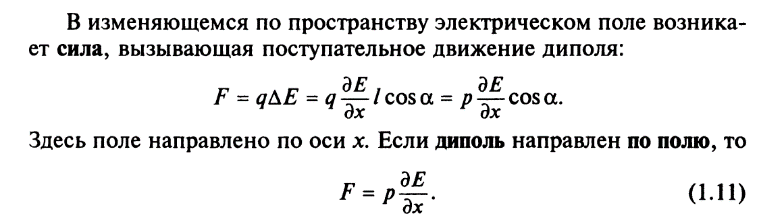 В изменяющемся по пространству электрическом поле возника-
ет сила, вызывающая поступательное движение диполя:
F = qΔE = q ∂E/∂x l cos α = p ∂E/∂x cos α.
Здесь поле направлено по оси x. Если диполь направлен по полю, то
F = p ∂E/∂x. (1.11)